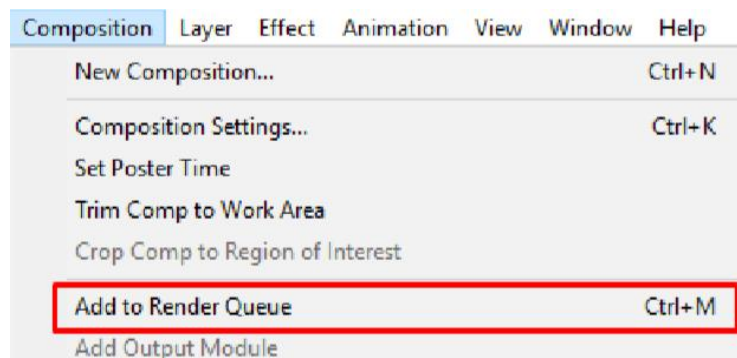 Composition Layer Effect Animation View Window Help
New Composition... Ctrl+N
Composition Settings... Ctrl+K
Set Poster Time
Trim Comp to Work Area
Crop Comp to Region of Interest
Add to Render Queue Ctrl+M
Add Output Module